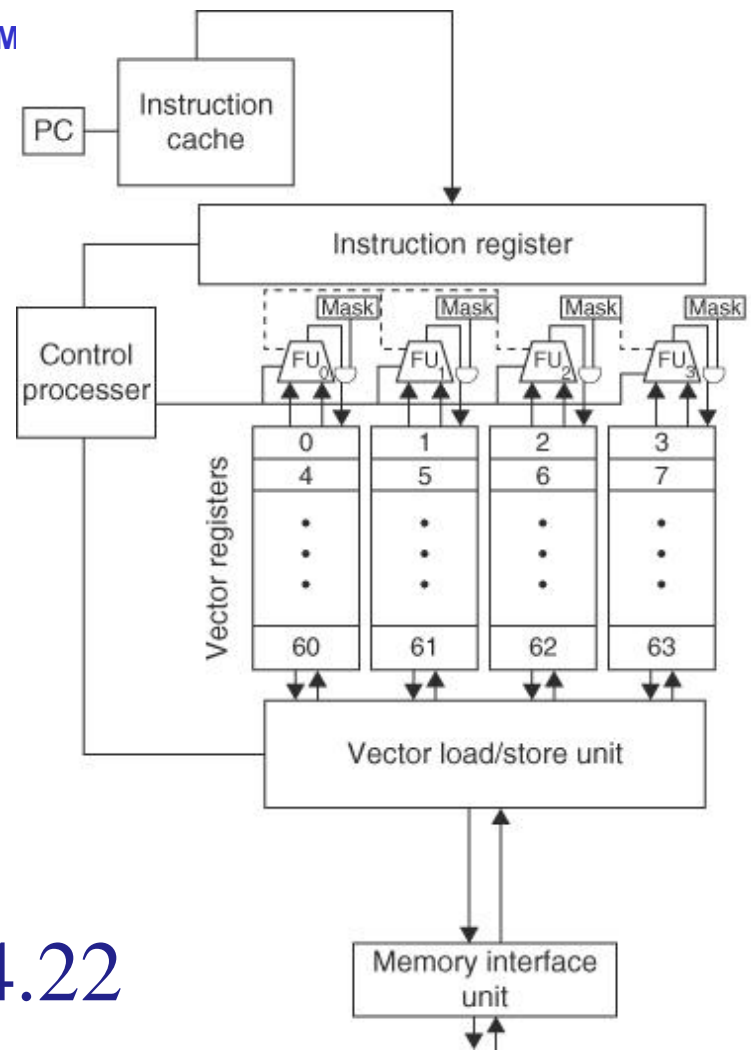 M
Instruction
cache
PC
Instruction register
Mask Mask Mask Mask
Control
processer
FU0 FU1 FU2 FU3
Vector registers
0 1 2 3
4 5 6 7
60 61 62 63
Vector load/store unit
4.22
Memory interface
unit